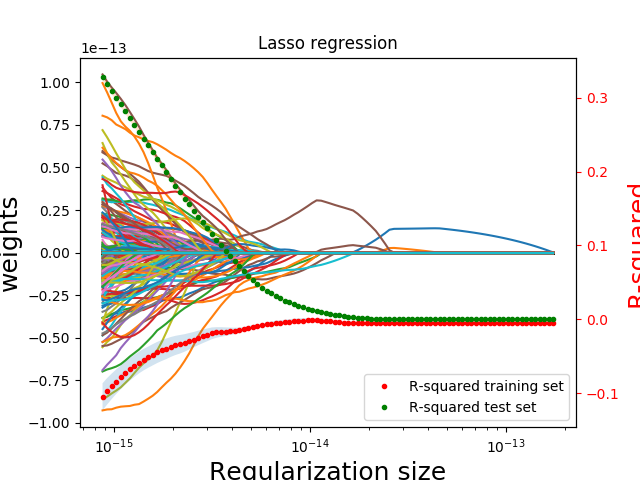 Lasso regression
1e−13
1.00
0.75
0.50
0.25
0.00
−0.25
−0.50
−0.75
−1.00
weights
0.3
0.2
0.1
0.0
−0.1
R-squared
R-squared training set
R-squared test set
10⁻¹⁵
10⁻¹⁴
10⁻¹³
Regularization size